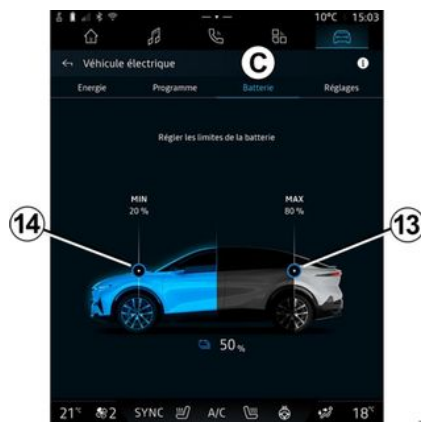 10°C 15:03
C
Véhicule électrique
Energie Programme Batterie Réglages
Régler les limites de la batterie
MIN MAX
20 % 80 %
14 13
50 %
21° 2 SYNC A/C 18°